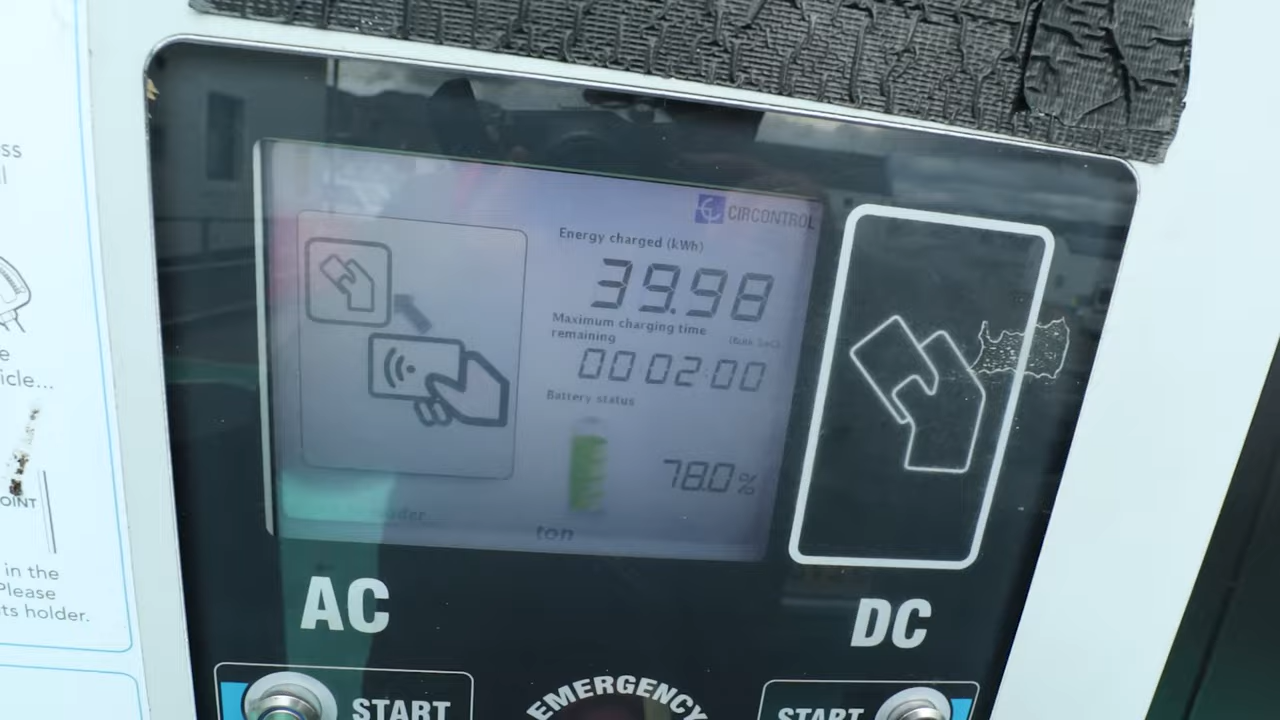 ss
CIRCONTROL
Energy charged (kWh)
39.98
Maximum charging time
remaining
00 02:00
Battery status
78.0%
e
icle...
OINT
in the
Please
ts holder.
ton
AC
DC
START
EMERGENCY
START